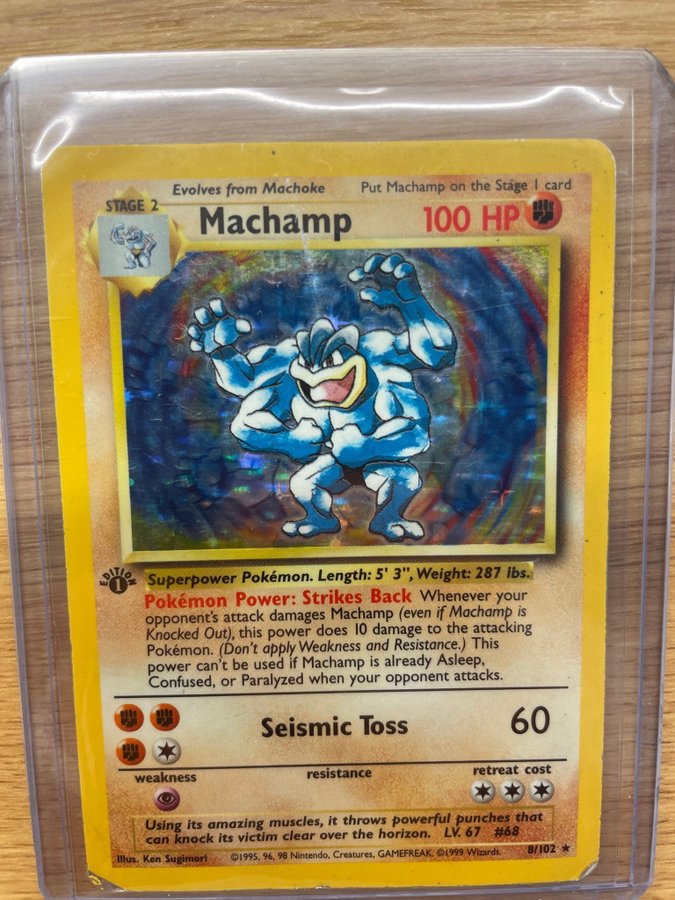 Evolves from Machoke Put Machamp on the Stage 1 card
STAGE 2
Machamp 100 HP
EDITION
1
Superpower Pokémon. Length: 5' 3", Weight: 287 lbs.
Pokémon Power: Strikes Back Whenever your
opponent's attack damages Machamp (even if Machamp is
Knocked Out), this power does 10 damage to the attacking
Pokémon. (Don't apply Weakness and Resistance.) This
power can't be used if Machamp is already Asleep,
Confused, or Paralyzed when your opponent attacks.
Seismic Toss 60
weakness resistance retreat cost
Using its amazing muscles, it throws powerful punches that
can knock its victim clear over the horizon. LV. 67 #68
Illus. Ken Sugimori ©1995, 96, 98 Nintendo, Creatures, GAMEFREAK. ©1999 Wizards. 8/102 ★